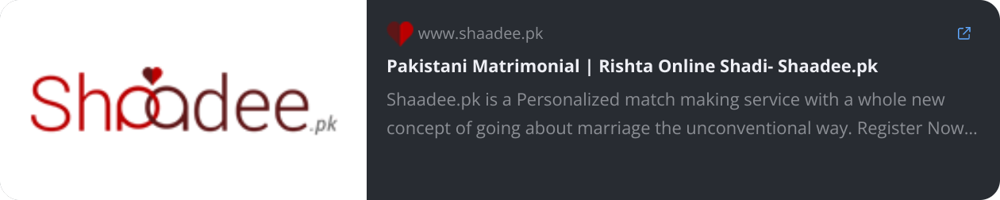 Shaadee.pk
www.shaadee.pk
Pakistani Matrimonial | Rishta Online Shadi- Shaadee.pk
Shaadee.pk is a Personalized match making service with a whole new
concept of going about marriage the unconventional way. Register Now...